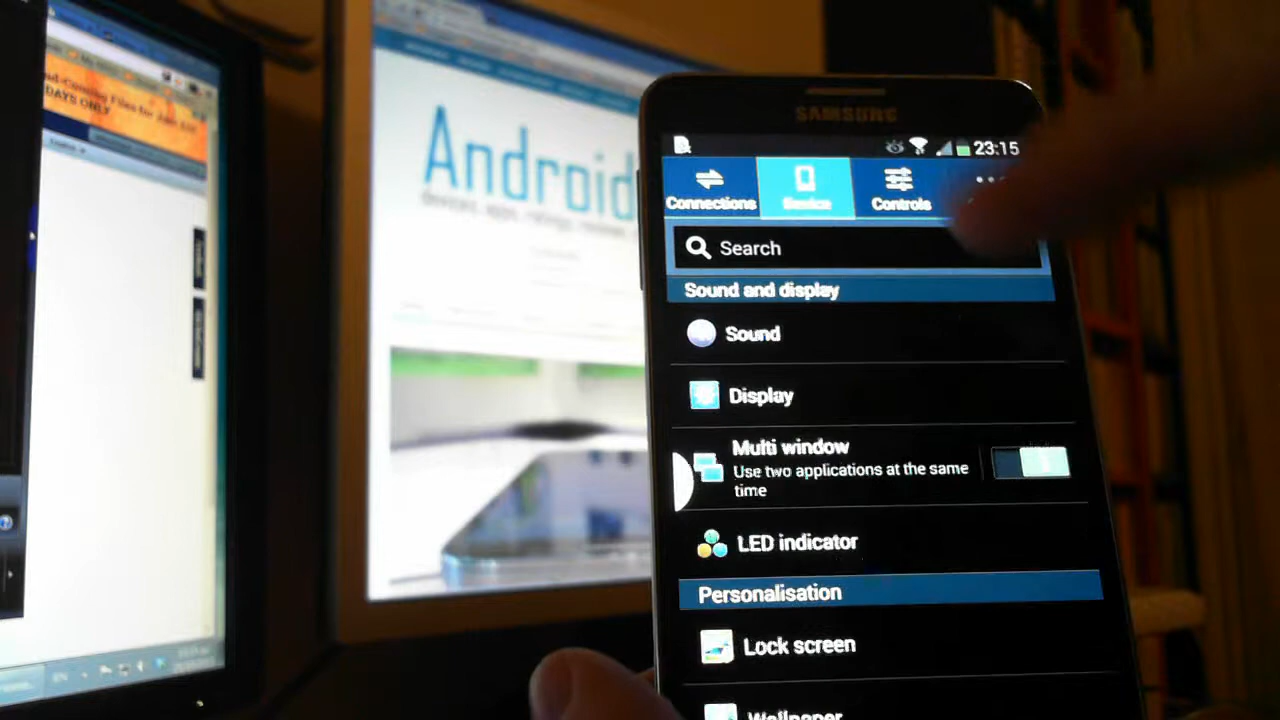 DAYS ONLY
Android
SAMSUNG
23:15
Connections
Device
Controls
Search
Sound and display
Sound
Display
Multi window
Use two applications at the same
time
LED indicator
Personalisation
Lock screen
Wallpaper